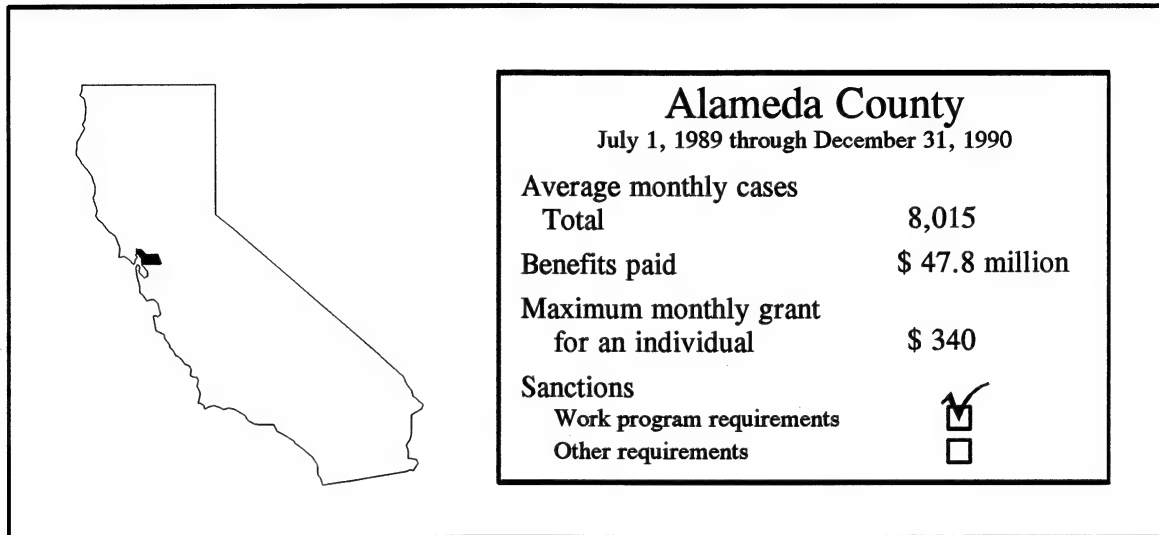 Alameda County
July 1, 1989 through December 31, 1990
Average monthly cases
Total 8,015
Benefits paid $ 47.8 million
Maximum monthly grant
for an individual $ 340
Sanctions
Work program requirements
Other requirements